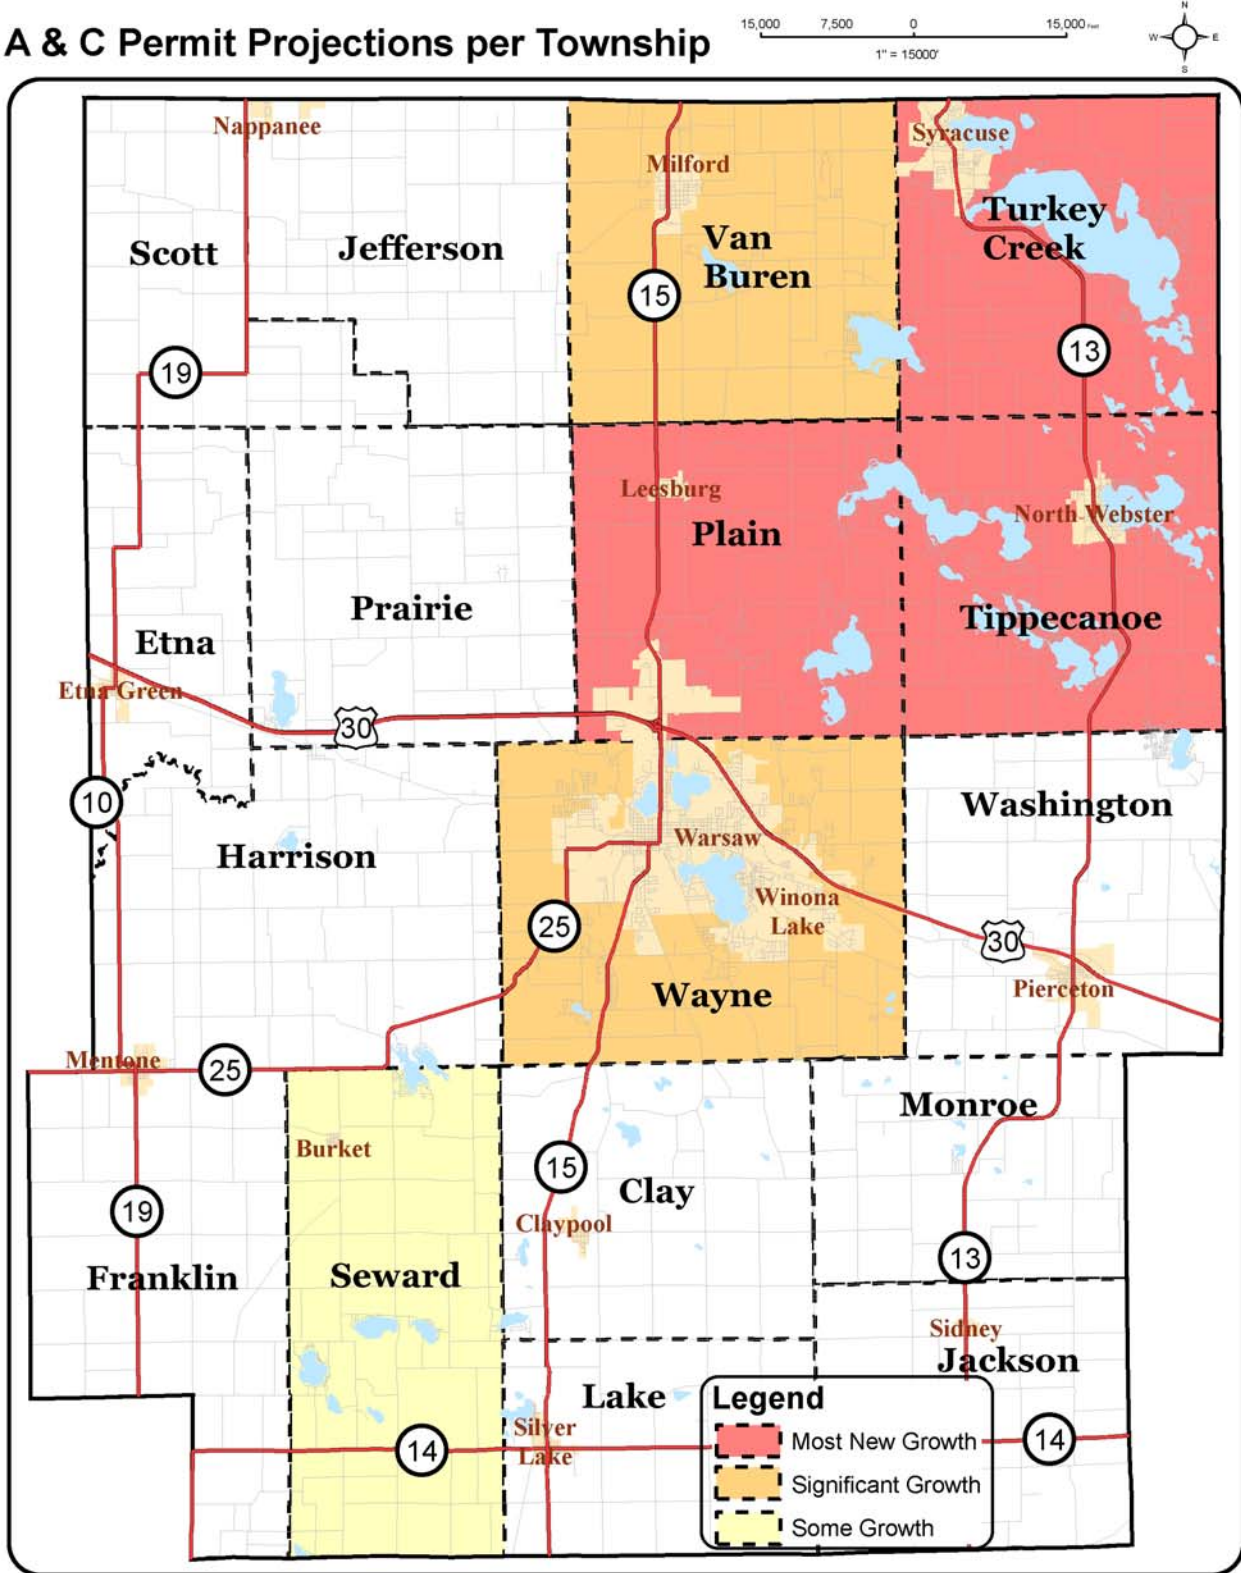 A & C Permit Projections per Township
15,000 7,500 0 15,000 Feet
1" = 15000'
N
W E
S
Nappanee
Syracuse
Milford
Scott
Jefferson
Van
Buren
Turkey
Creek
15
13
19
Leesburg
North Webster
Plain
Prairie
Tippecanoe
Etna
Etna Green
30
10
Washington
Warsaw
Harrison
Winona
Lake
25
30
Pierceton
Wayne
Mentone
25
Monroe
Burket
15
Clay
19
Claypool
13
Franklin
Seward
Sidney
Jackson
Lake
Silver
Lake
14
14
Legend
Most New Growth
Significant Growth
Some Growth